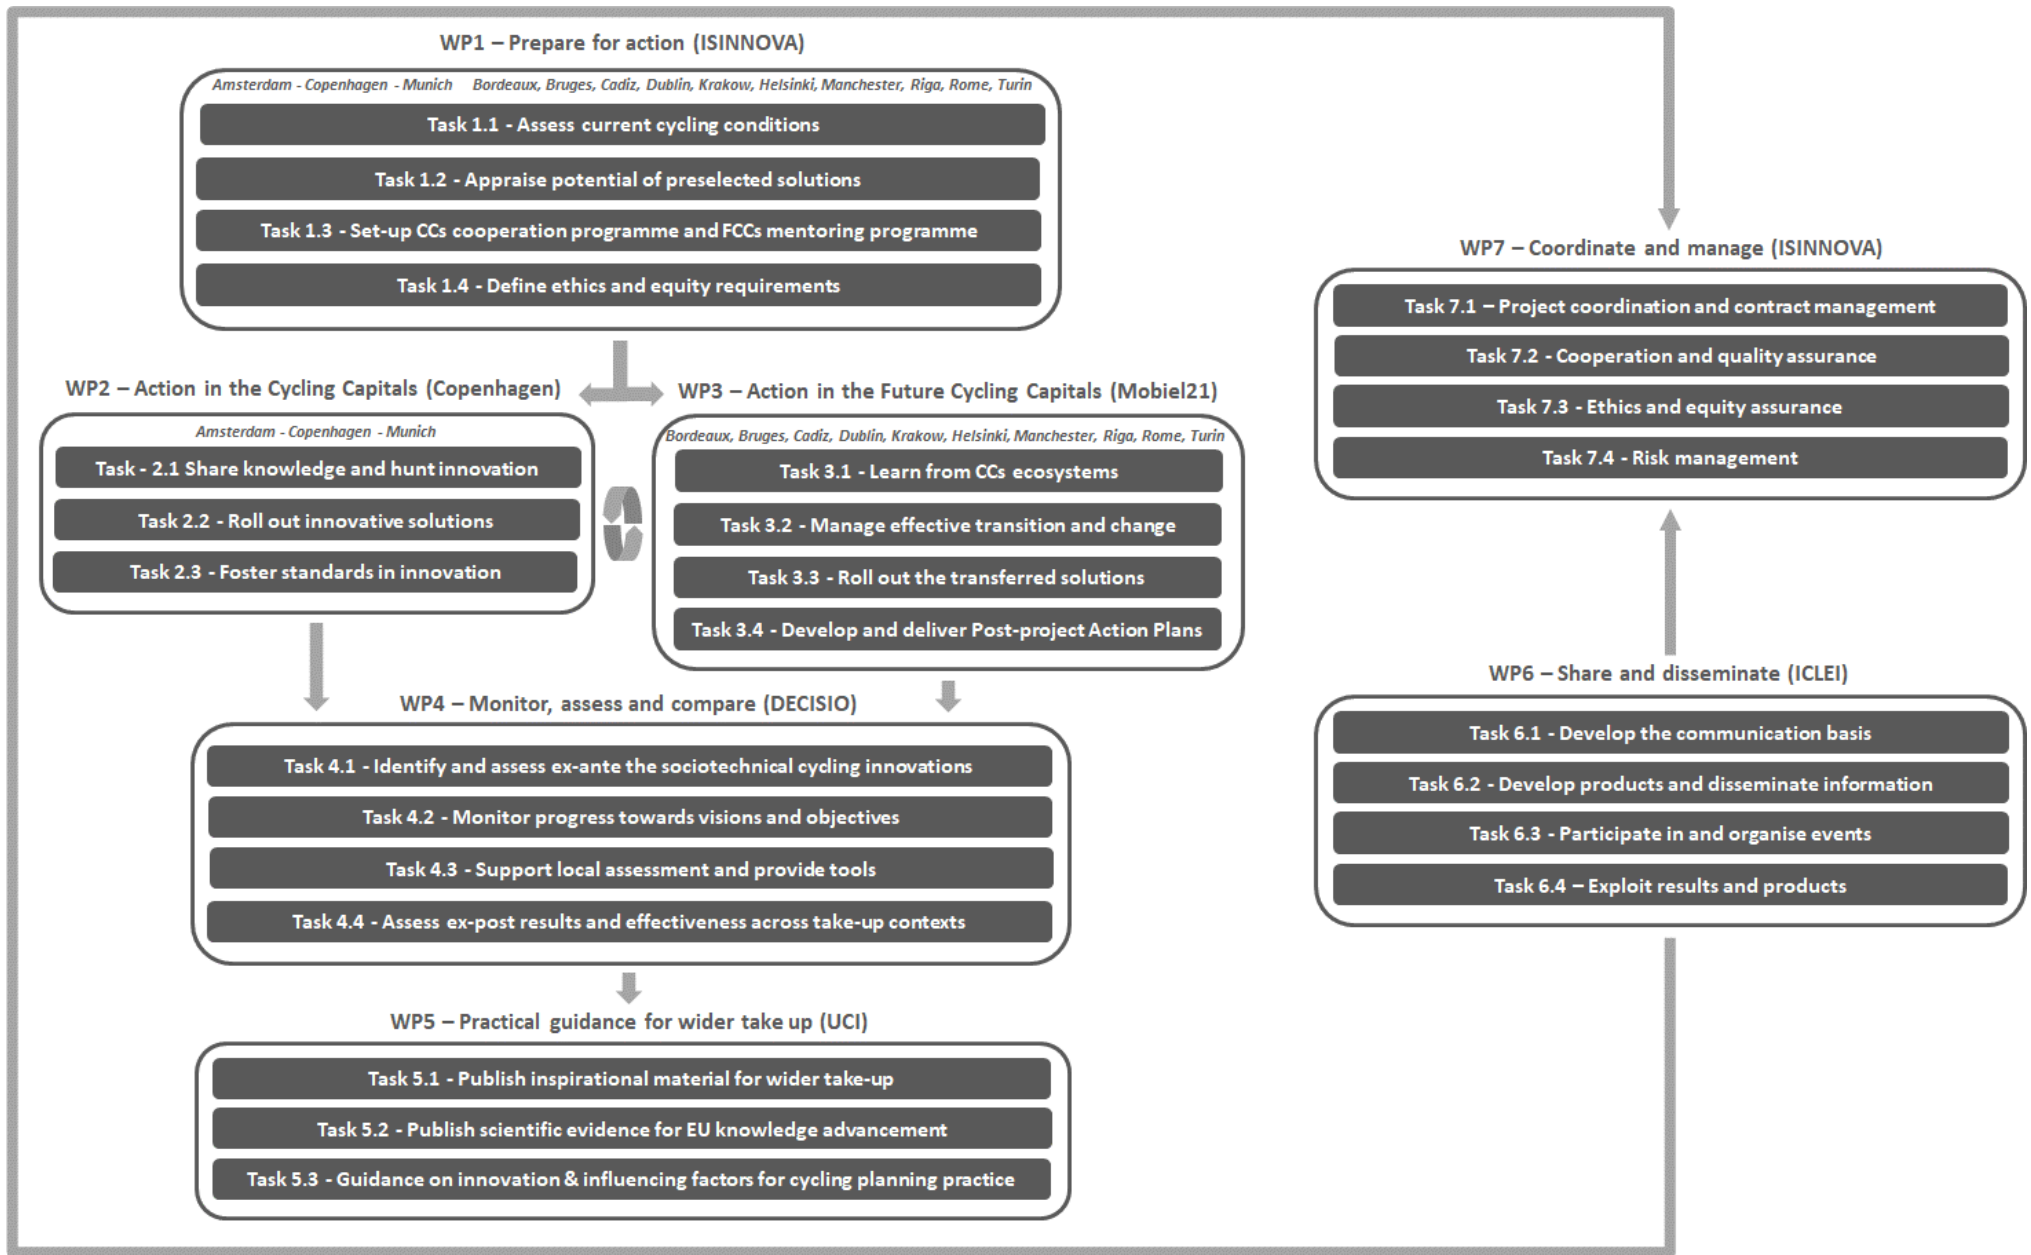 WP1 – Prepare for action (ISINNOVA)
Amsterdam - Copenhagen - Munich Bordeaux, Bruges, Cadiz, Dublin, Krakow, Helsinki, Manchester, Riga, Rome, Turin
Task 1.1 - Assess current cycling conditions
Task 1.2 - Appraise potential of preselected solutions
Task 1.3 - Set-up CCs cooperation programme and FCCs mentoring programme
Task 1.4 - Define ethics and equity requirements
WP2 – Action in the Cycling Capitals (Copenhagen)
Amsterdam - Copenhagen - Munich
Task - 2.1 Share knowledge and hunt innovation
Task 2.2 - Roll out innovative solutions
Task 2.3 - Foster standards in innovation
WP3 – Action in the Future Cycling Capitals (Mobiel21)
Bordeaux, Bruges, Cadiz, Dublin, Krakow, Helsinki, Manchester, Riga, Rome, Turin
Task 3.1 - Learn from CCs ecosystems
Task 3.2 - Manage effective transition and change
Task 3.3 - Roll out the transferred solutions
Task 3.4 - Develop and deliver Post-project Action Plans
WP4 – Monitor, assess and compare (DECISIO)
Task 4.1 - Identify and assess ex-ante the sociotechnical cycling innovations
Task 4.2 - Monitor progress towards visions and objectives
Task 4.3 - Support local assessment and provide tools
Task 4.4 - Assess ex-post results and effectiveness across take-up contexts
WP5 – Practical guidance for wider take up (UCI)
Task 5.1 - Publish inspirational material for wider take-up
Task 5.2 - Publish scientific evidence for EU knowledge advancement
Task 5.3 - Guidance on innovation & influencing factors for cycling planning practice
WP7 – Coordinate and manage (ISINNOVA)
Task 7.1 – Project coordination and contract management
Task 7.2 - Cooperation and quality assurance
Task 7.3 - Ethics and equity assurance
Task 7.4 - Risk management
WP6 – Share and disseminate (ICLEI)
Task 6.1 - Develop the communication basis
Task 6.2 - Develop products and disseminate information
Task 6.3 - Participate in and organise events
Task 6.4 – Exploit results and products